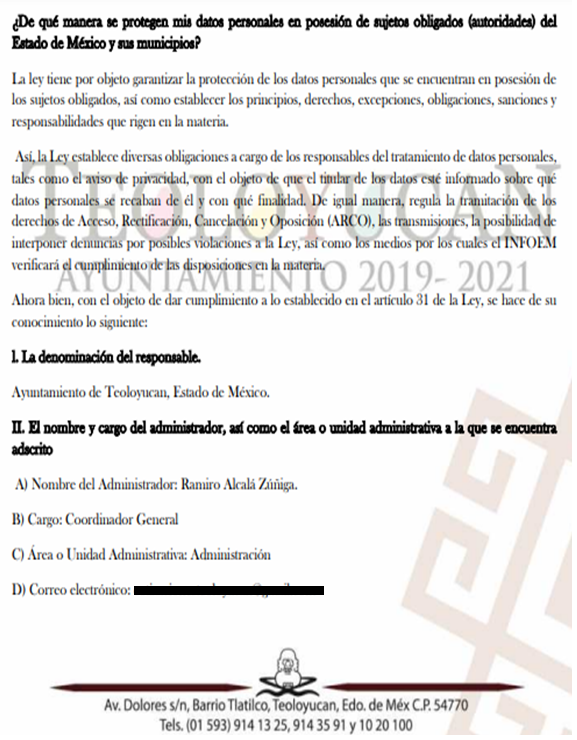 ¿De qué manera se protegen mis datos personales en posesión de sujetos obligados (autoridades) del
Estado de México y sus municipios?
La ley tiene por objeto garantizar la protección de los datos personales que se encuentran en posesión de
los sujetos obligados, así como establecer los principios, derechos, excepciones, obligaciones, sanciones y
responsabilidades que rigen en la materia.
Así, la Ley establece diversas obligaciones a cargo de los responsables del tratamiento de datos personales,
tales como el aviso de privacidad, con el objeto de que el titular de los datos esté informado sobre qué
datos personales se recaban de él y con qué finalidad. De igual manera, regula la tramitación de los
derechos de Acceso, Rectificación, Cancelación y Oposición (ARCO), las transmisiones, la posibilidad de
interponer denuncias por posibles violaciones a la Ley, así como los medios por los cuales el INFOEM
verificará el cumplimiento de las disposiciones en la materia.
TEOLOYUCAN
AYUNTAMIENTO 2019- 2021
Ahora bien, con el objeto de dar cumplimiento a lo establecido en el artículo 31 de la Ley, se hace de su
conocimiento lo siguiente:
I. La denominación del responsable.
Ayuntamiento de Teoloyucan, Estado de México.
II. El nombre y cargo del administrador, así como el área o unidad administrativa a la que se encuentra
adscrito
A) Nombre del Administrador: Ramiro Alcalá Zúñiga.
B) Cargo: Coordinador General
C) Área o Unidad Administrativa: Administración
D) Correo electrónico:
Av. Dolores s/n, Barrio Tlatilco, Teoloyucan, Edo. de Méx C.P. 54770
Tels. (01 593) 914 13 25, 914 35 91 y 10 20 100